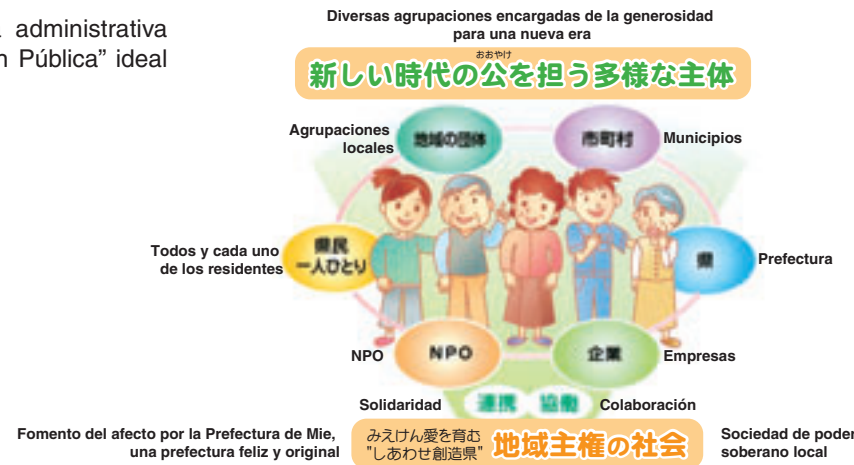 administrativa
Pública” ideal
Diversas agrupaciones encargadas de la generosidad
para una nueva era
おおやけ
新しい時代の公を担う多様な主体
Agrupaciones
locales
地域の団体
市町村
Municipios
Todos y cada uno
de los residentes
県民
一人ひとり
県
Prefectura
NPO
NPO
企業
Empresas
Solidaridad
連携
協働
Colaboración
Fomento del afecto por la Prefectura de Mie,
una prefectura feliz y original
みえけん愛を育む
"しあわせ創造県"
地域主権の社会
Sociedad de poder
soberano local